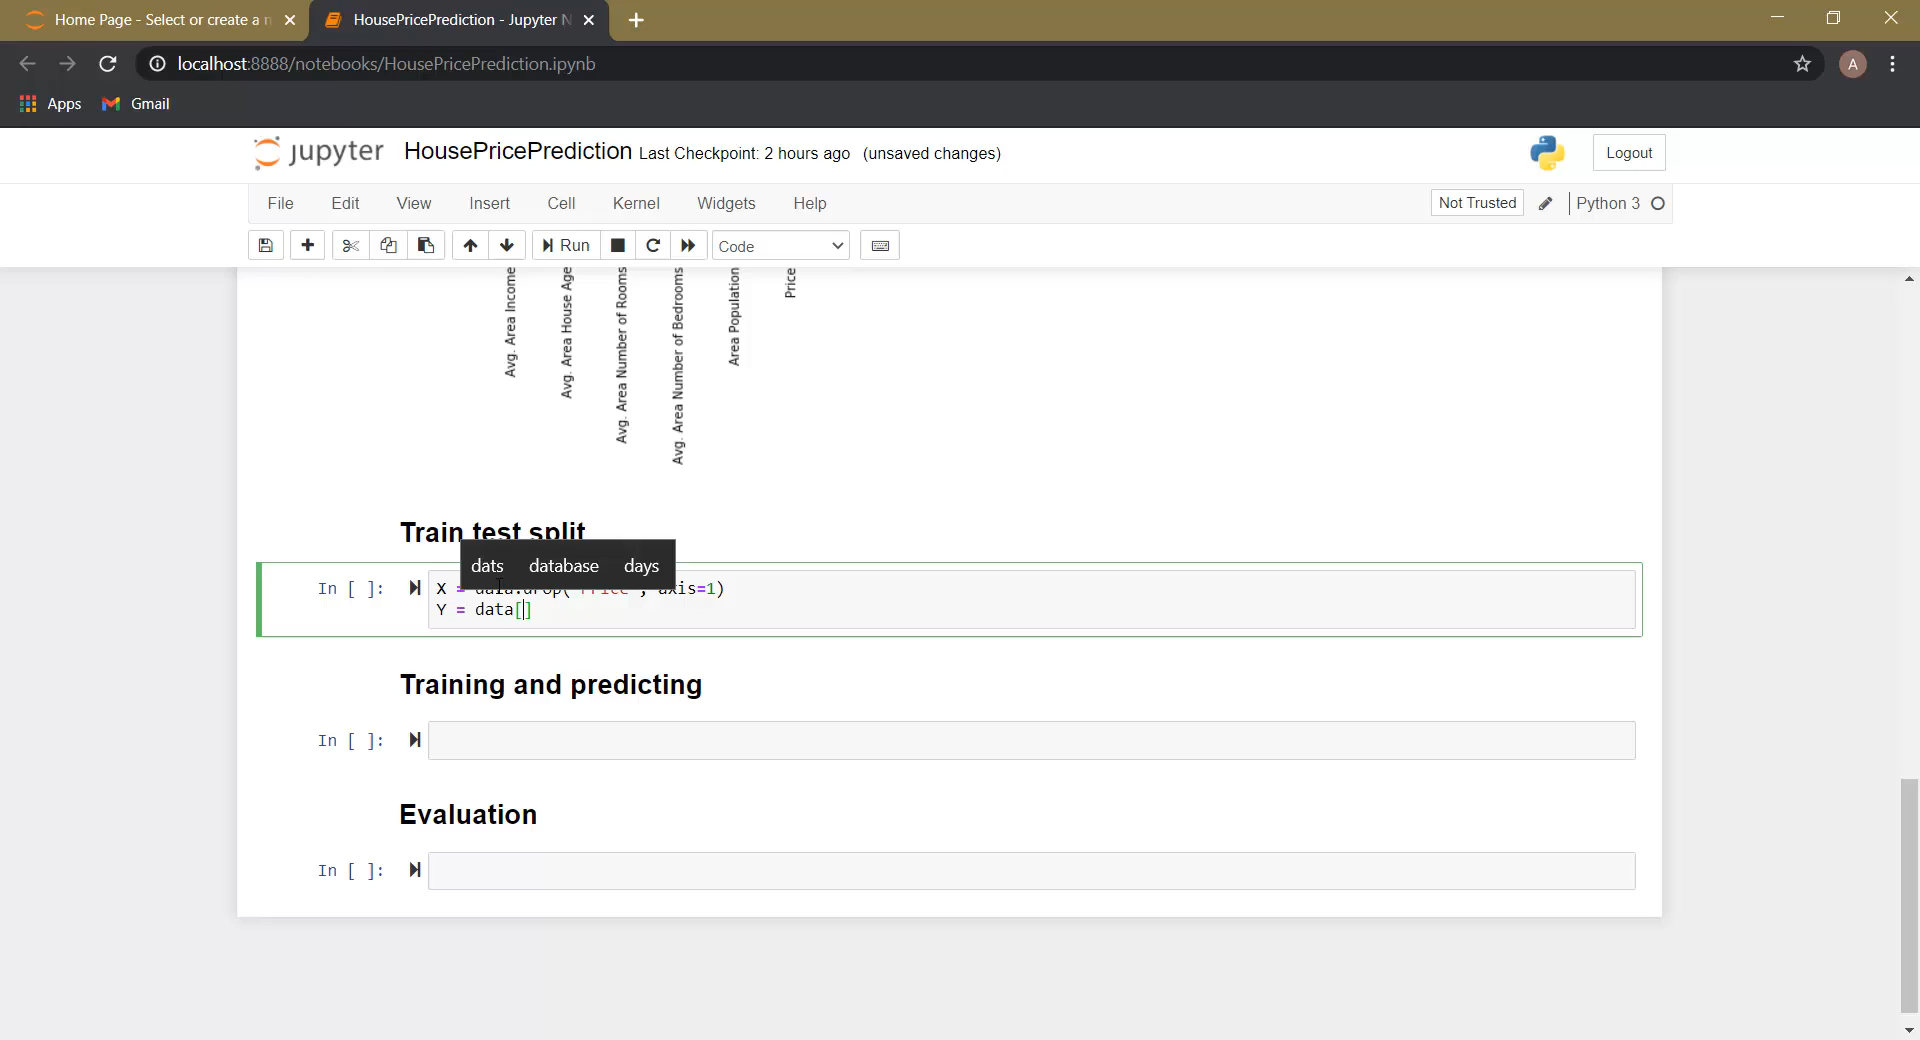 Home Page - Select or create a n
HousePricePrediction - Jupyter N
localhost:8888/notebooks/HousePricePrediction.ipynb
A
Apps Gmail
jupyter HousePricePrediction Last Checkpoint: 2 hours ago (unsaved changes)
Logout
File Edit View Insert Cell Kernel Widgets Help
Not Trusted Python 3
Run Code
Avg. Area Income
Avg. Area House Age
Avg. Area Number of Rooms
Avg. Area Number of Bedrooms
Area Population
Price
Train test split
dats database days
In [ ]: X = data.drop('Price', axis=1)
Y = data[]
Training and predicting
In [ ]:
Evaluation
In [ ]: